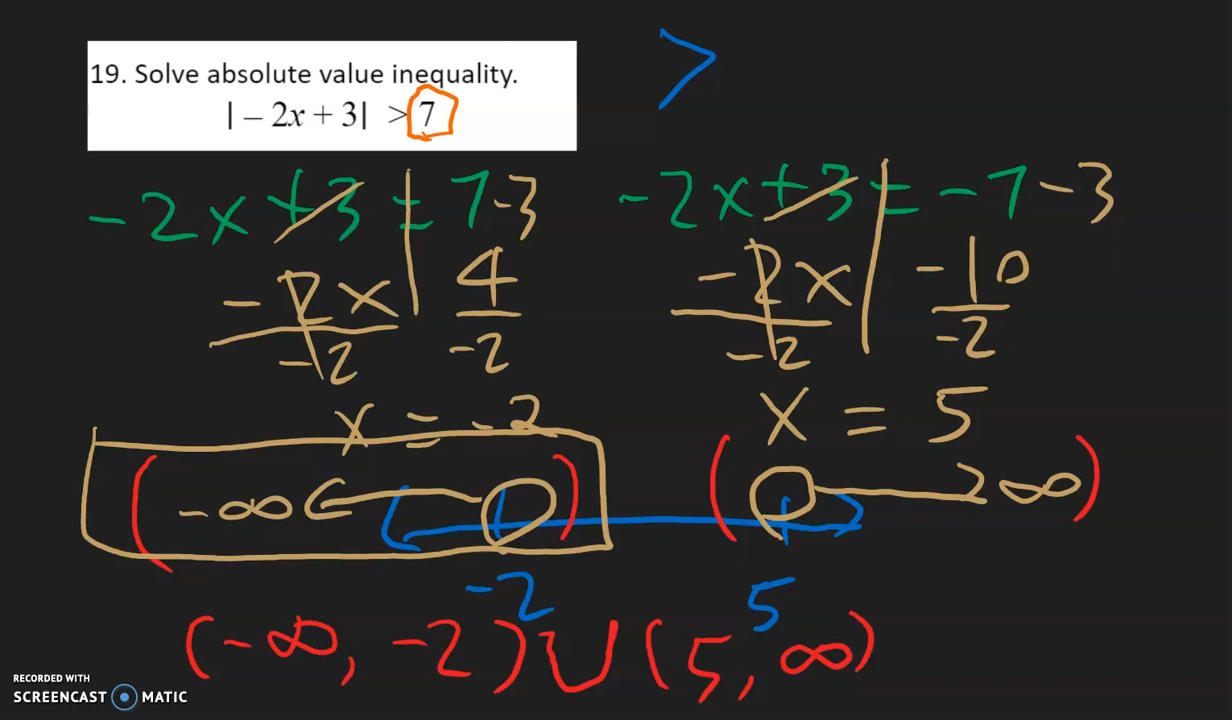 19. Solve absolute value inequality.
| – 2x + 3| > 7
>
-2x +3 = 7 -3
-2x +3 = -7 -3
-2x 4
-2 -2
x = -2
-2x -10
-2 -2
x = 5
( -∞ )
( ∞ )
-2 5
(-∞, -2) ∪ (5, ∞)
RECORDED WITH
SCREENCAST MATIC